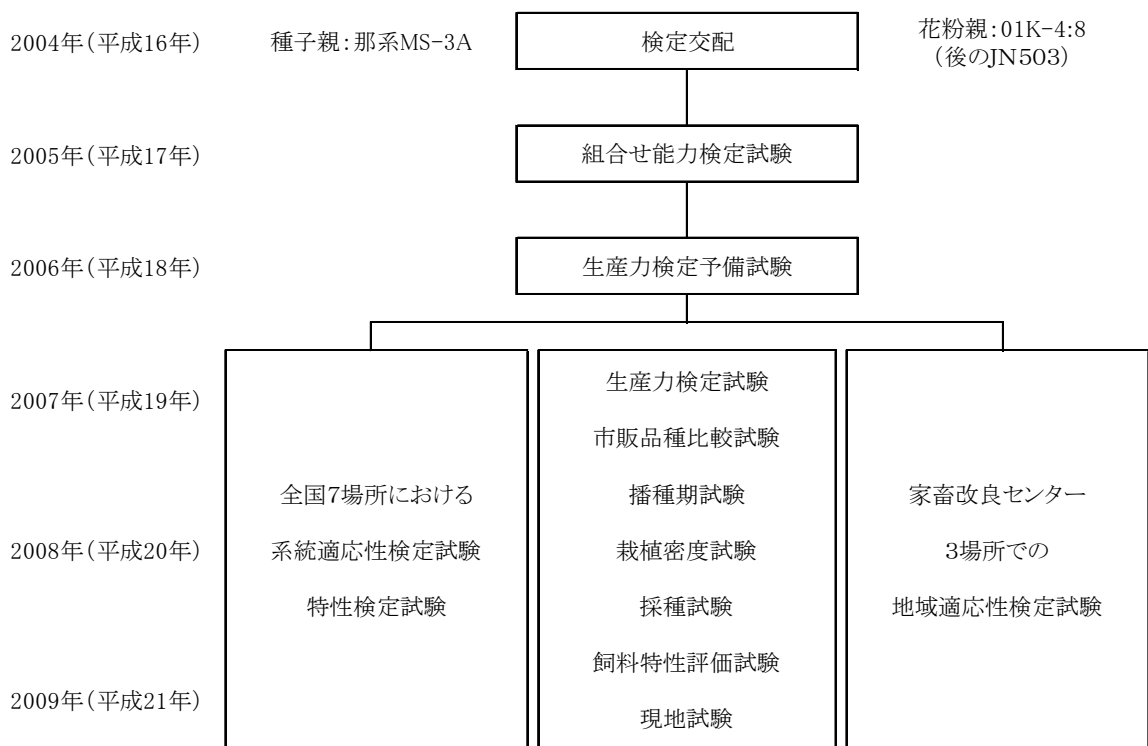 2004年(平成16年)
種子親:那系MS-3A
検定交配
花粉親:01K-4:8
(後のJN503)
2005年(平成17年)
組合せ能力検定試験
2006年(平成18年)
生産力検定予備試験
2007年(平成19年)
2008年(平成20年)
2009年(平成21年)
全国7場所における
系統適応性検定試験
特性検定試験
生産力検定試験
市販品種比較試験
播種期試験
栽植密度試験
採種試験
飼料特性評価試験
現地試験
家畜改良センター
3場所での
地域適応性検定試験